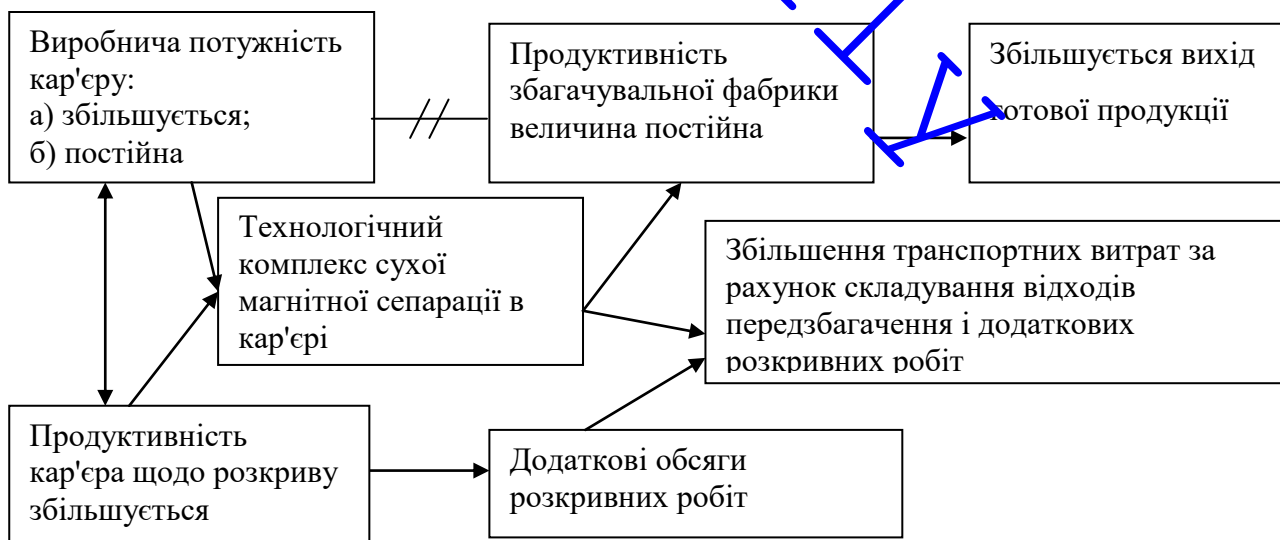 Виробнича потужність
кар'єру:
а) збільшується;
б) постійна
Продуктивність
збагачувальної фабрики
величина постійна
Збільшується вихід
готової продукції
Технологічний
комплекс сухої
магнітної сепарації в
кар'єрі
Збільшення транспортних витрат за
рахунок складування відходів
передзбагачення і додаткових
розкривних робіт
Продуктивність
кар'єра щодо розкриву
збільшується
Додаткові обсяги
розкривних робіт